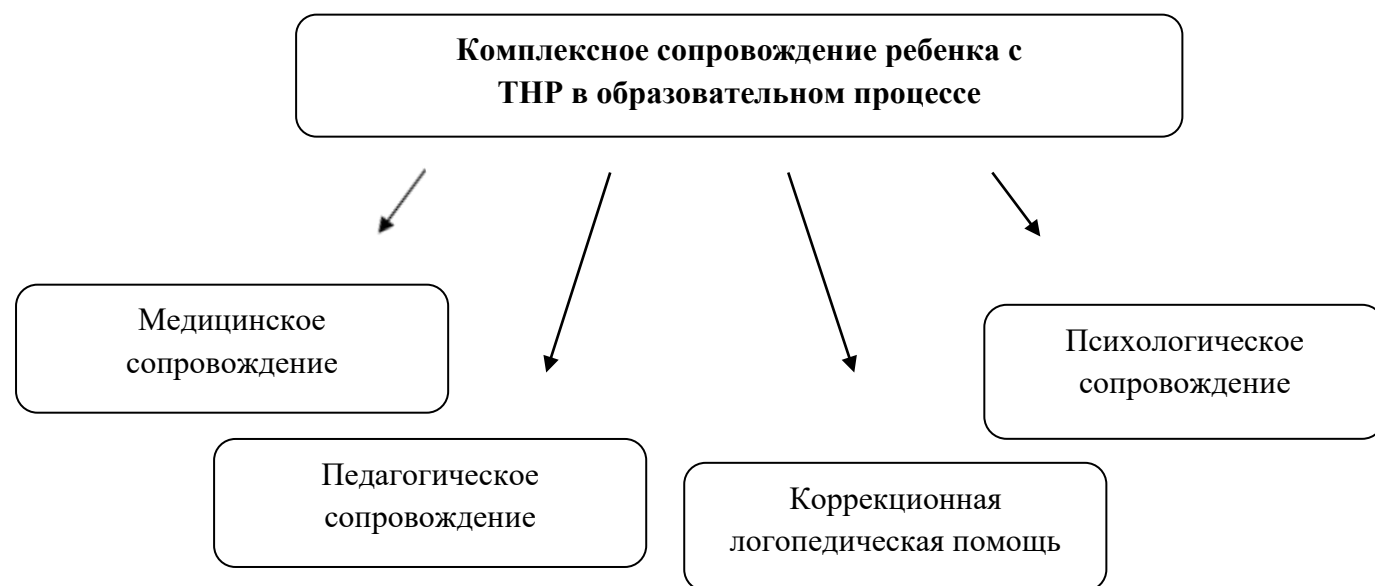 Комплексное сопровождение ребенка с
ТНР в образовательном процессе
Медицинское
сопровождение
Психологическое
сопровождение
Педагогическое
сопровождение
Коррекционная
логопедическая помощь